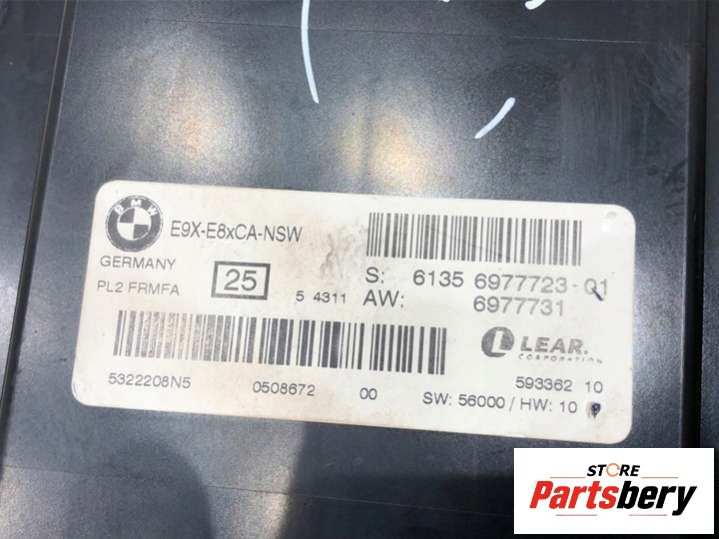 BMW
E9X-E8xCA-NSW
GERMANY
PL2 FRMFA
25
5 4311
S: 6135 6977723-01
AW: 6977731
LEAR.
CORPORATION
5322208N5
0508672
00
593362 10
SW: 56000 / HW: 10
STORE
Partsbery